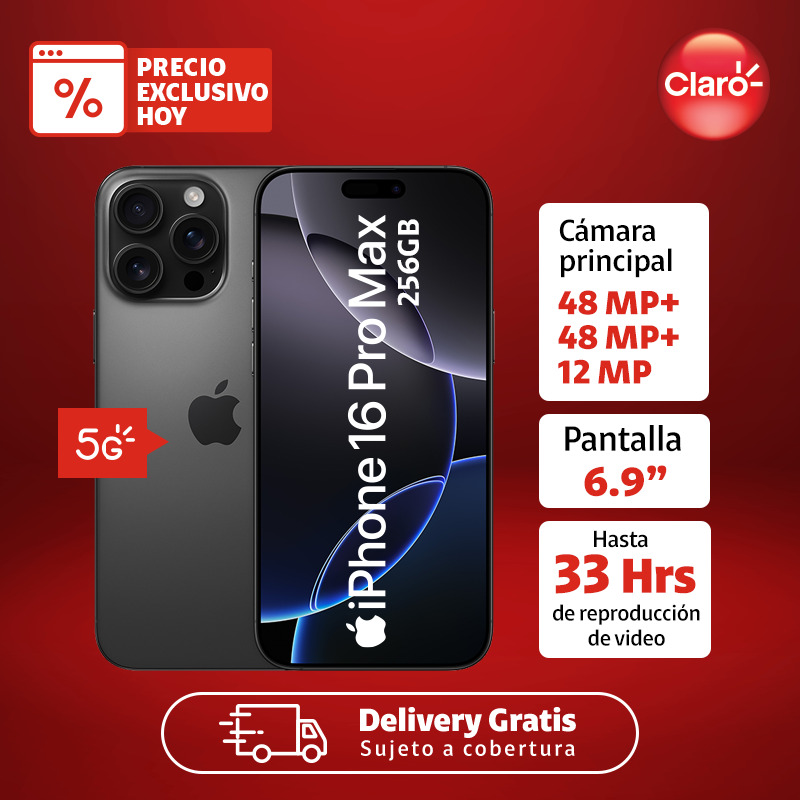 %
PRECIO
EXCLUSIVO
HOY
Claro
iPhone 16 Pro Max
256GB
5G
Cámara
principal
48 MP+
48 MP+
12 MP
Pantalla
6.9”
Hasta
33 Hrs
de reproducción
de video
Delivery Gratis
Sujeto a cobertura